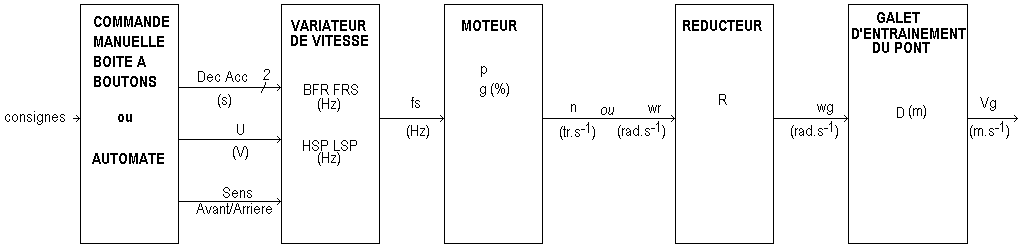 consignes
COMMANDE
MANUELLE
BOITE A
BOUTONS
ou
AUTOMATE
Dec Acc
2
(s)
U
(V)
Sens
Avant/Arriere
VARIATEUR
DE VITESSE
BFR FRS
(Hz)
HSP LSP
(Hz)
fs
(Hz)
MOTEUR
p
g (%)
n ou wr
(tr.s-1) (rad.s-1)
REDUCTEUR
R
wg
(rad.s-1)
GALET
D'ENTRAINEMENT
DU PONT
D (m)
Vg
(m.s-1)